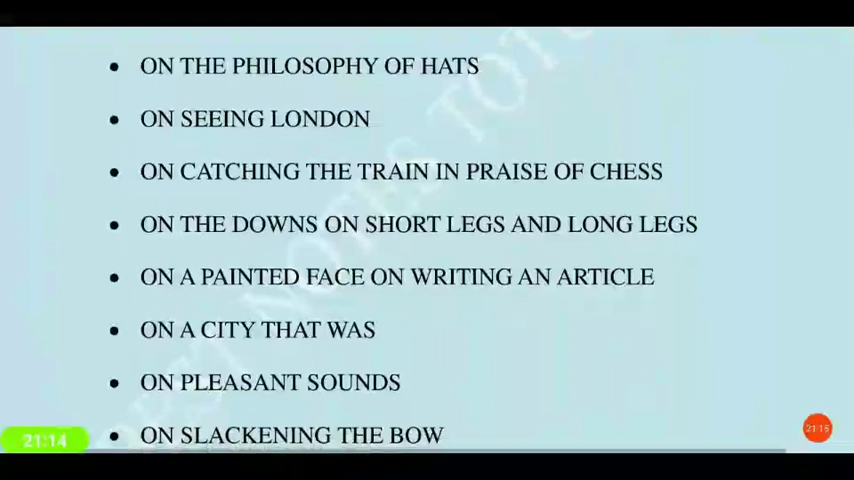 ON THE PHILOSOPHY OF HATS
ON SEEING LONDON
ON CATCHING THE TRAIN IN PRAISE OF CHESS
ON THE DOWNS ON SHORT LEGS AND LONG LEGS
ON A PAINTED FACE ON WRITING AN ARTICLE
ON A CITY THAT WAS
ON PLEASANT SOUNDS
ON SLACKENING THE BOW
21:14
21:15